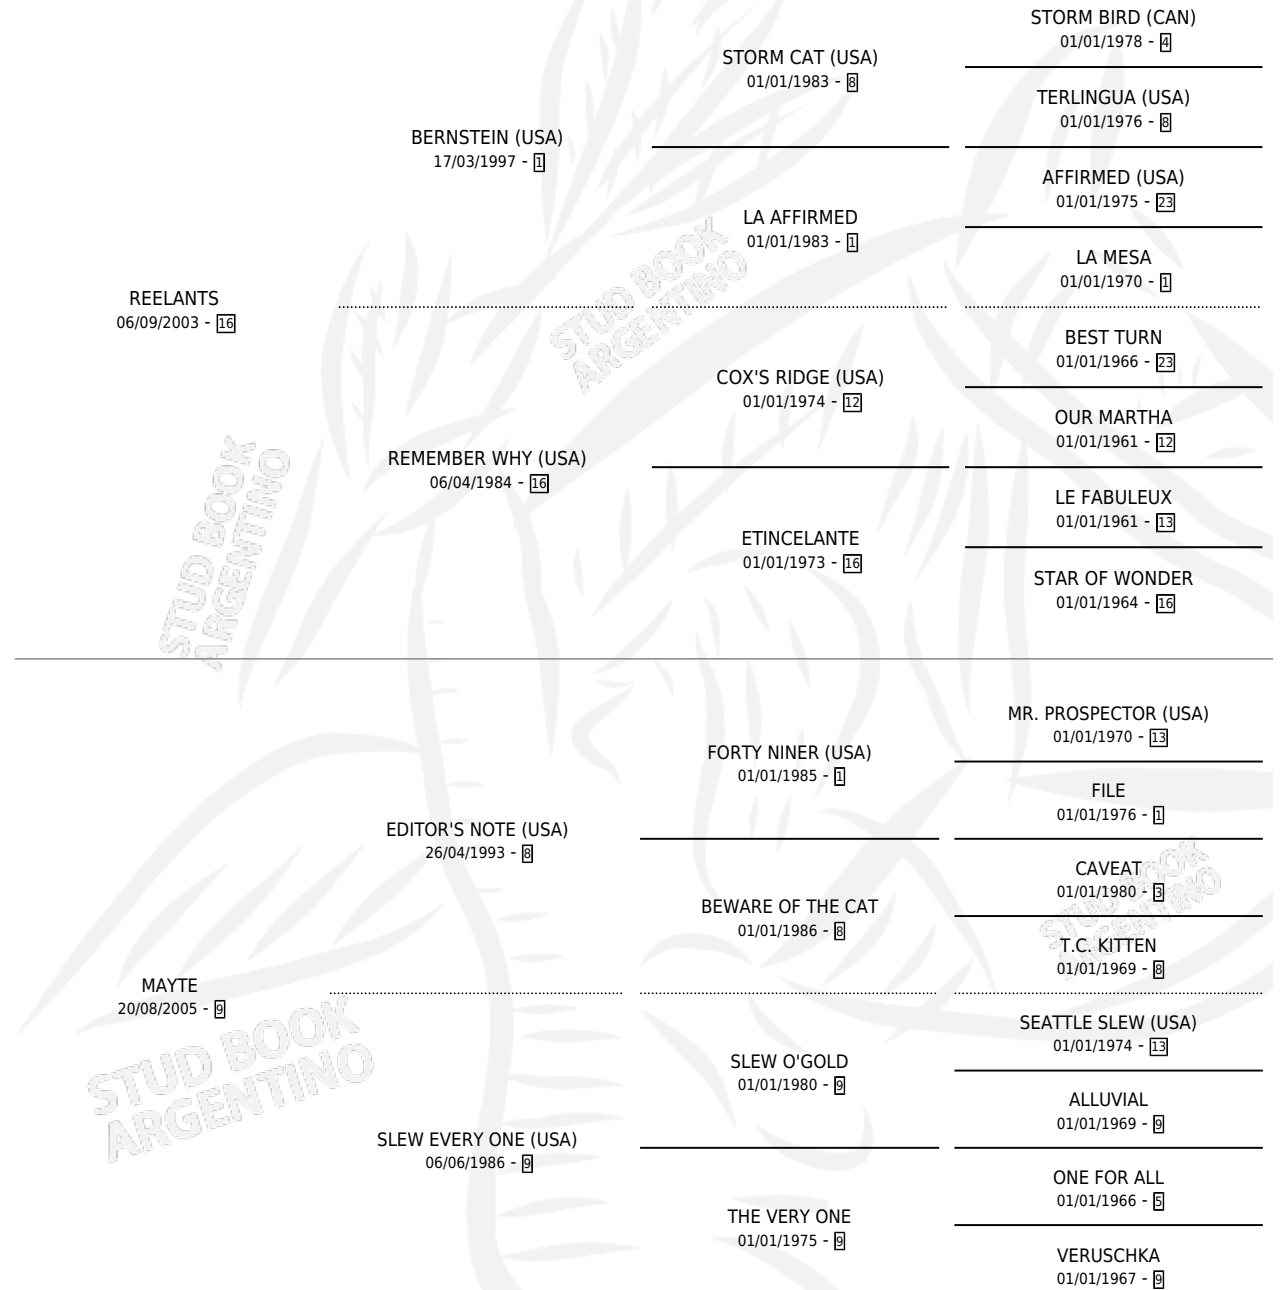 STORM BIRD (CAN)
01/01/1978 - 4
STORM CAT (USA)
01/01/1983 - 8
TERLINGUA (USA)
01/01/1976 - 8
BERNSTEIN (USA)
17/03/1997 - 1
AFFIRMED (USA)
01/01/1975 - 23
LA AFFIRMED
01/01/1983 - 1
LA MESA
01/01/1970 - 1
REELANTS
06/09/2003 - 16
BEST TURN
01/01/1966 - 23
COX'S RIDGE (USA)
01/01/1974 - 12
OUR MARTHA
01/01/1961 - 12
REMEMBER WHY (USA)
06/04/1984 - 16
LE FABULEUX
01/01/1961 - 13
ETINCELANTE
01/01/1973 - 16
STAR OF WONDER
01/01/1964 - 16
STUD BOOK
ARGENTINO
STUD BOOK
ARGENTINO
MR. PROSPECTOR (USA)
01/01/1970 - 13
FORTY NINER (USA)
01/01/1985 - 1
FILE
01/01/1976 - 1
EDITOR'S NOTE (USA)
26/04/1993 - 8
CAVEAT
01/01/1980 - 3
BEWARE OF THE CAT
01/01/1986 - 8
T.C. KITTEN
01/01/1969 - 8
MAYTE
20/08/2005 - 9
SEATTLE SLEW (USA)
01/01/1974 - 13
SLEW O'GOLD
01/01/1980 - 9
ALLUVIAL
01/01/1969 - 9
SLEW EVERY ONE (USA)
06/06/1986 - 9
ONE FOR ALL
01/01/1966 - 5
THE VERY ONE
01/01/1975 - 9
VERUSCHKA
01/01/1967 - 9
STUD BOOK
ARGENTINO
STUD BOOK
ARGENTINO